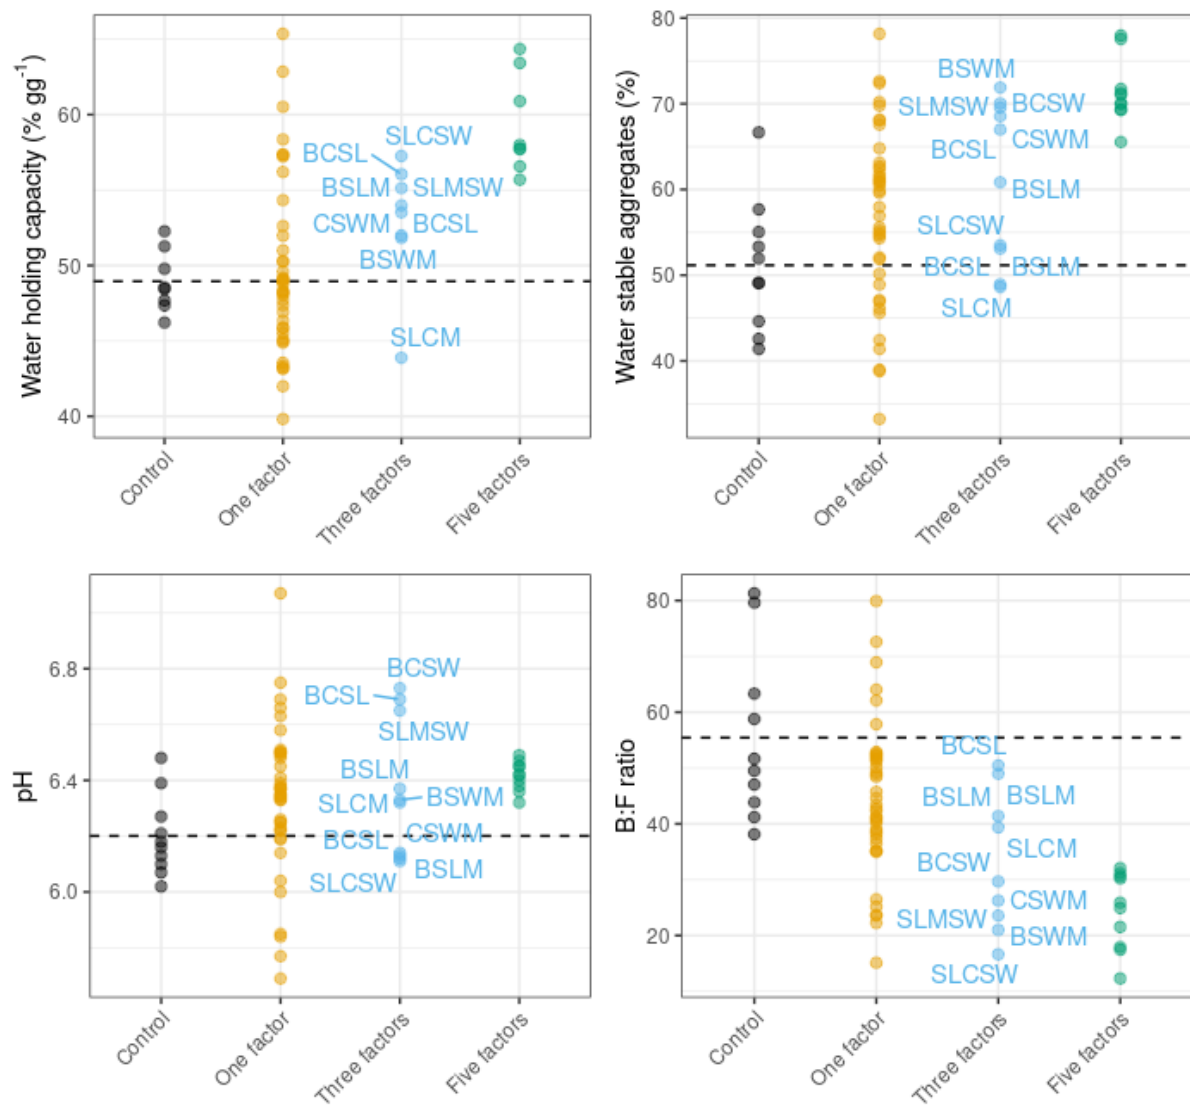 Water holding capacity (% gg-1)
60
50
40
SLCSW
BCSL
BSLM SLMSW
CSWM BCSL
BSWM
SLCM
Control
One factor
Three factors
Five factors
Water stable aggregates (%)
80
70
60
50
40
BSWM
SLMSW BCSW
CSWM
BCSL
BSLM
SLCSW
BCSL BSLM
SLCM
Control
One factor
Three factors
Five factors
pH
6.8
6.4
6.0
BCSW
BCSL
SLMSW
BSLM
SLCM BSWM
BCSL CSWM
BSLM
SLCSW
Control
One factor
Three factors
Five factors
B:F ratio
80
60
40
20
BCSL
BSLM BSLM
SLCM
BCSW
CSWM
SLMSW
BSWM
SLCSW
Control
One factor
Three factors
Five factors